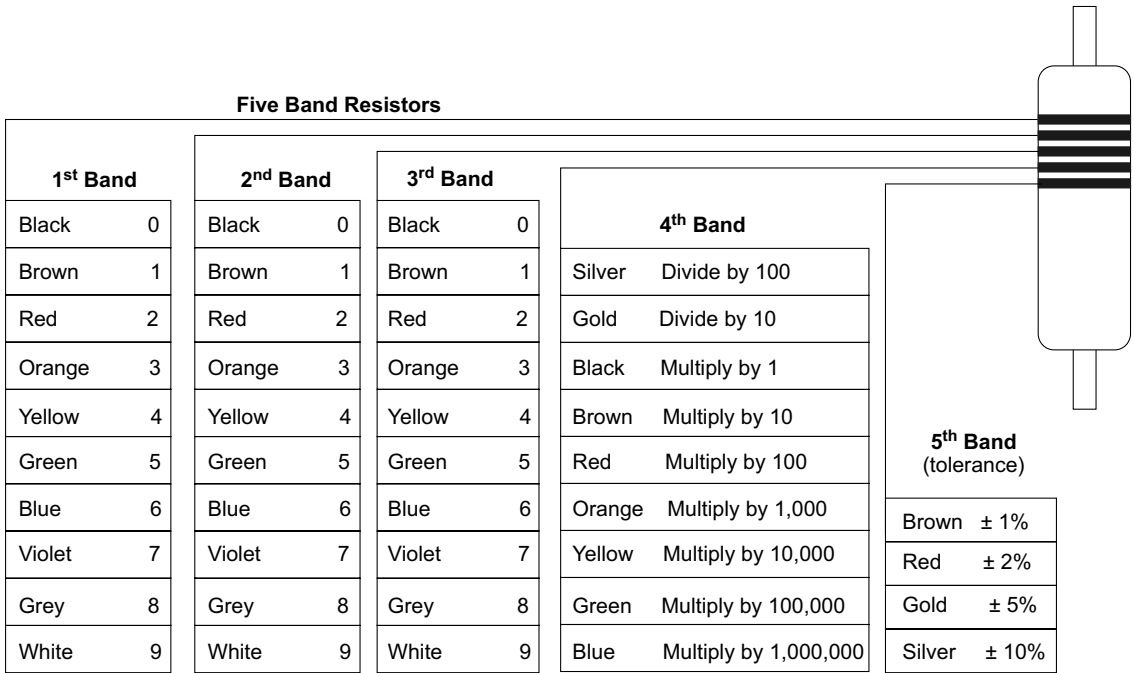 Five Band Resistors
1st Band
Black 0
Brown 1
Red 2
Orange 3
Yellow 4
Green 5
Blue 6
Violet 7
Grey 8
White 9
2nd Band
Black 0
Brown 1
Red 2
Orange 3
Yellow 4
Green 5
Blue 6
Violet 7
Grey 8
White 9
3rd Band
Black 0
Brown 1
Red 2
Orange 3
Yellow 4
Green 5
Blue 6
Violet 7
Grey 8
White 9
4th Band
Silver Divide by 100
Gold Divide by 10
Black Multiply by 1
Brown Multiply by 10
Red Multiply by 100
Orange Multiply by 1,000
Yellow Multiply by 10,000
Green Multiply by 100,000
Blue Multiply by 1,000,000
5th Band
(tolerance)
Brown ± 1%
Red ± 2%
Gold ± 5%
Silver ± 10%